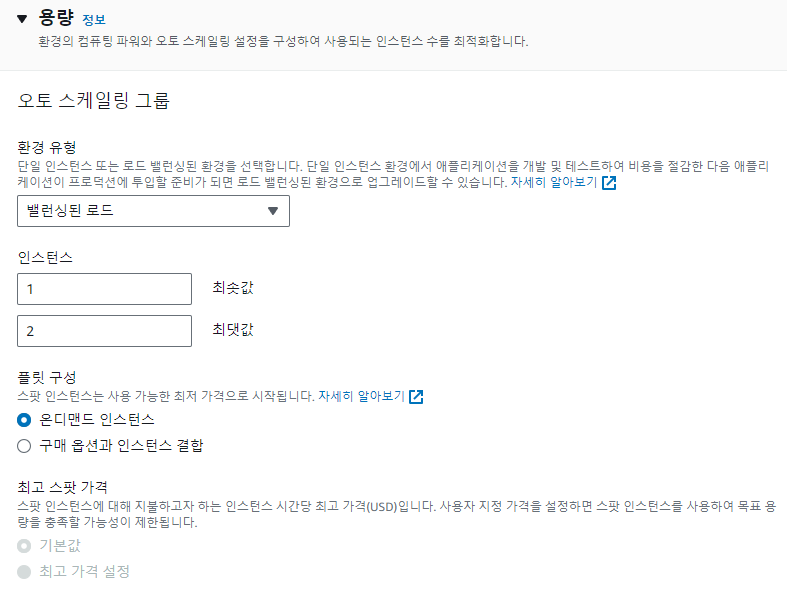 용량 정보
환경의 컴퓨팅 파워와 오토 스케일링 설정을 구성하여 사용되는 인스턴스 수를 최적화합니다.
오토 스케일링 그룹
환경 유형
단일 인스턴스 또는 로드 밸런싱된 환경을 선택합니다. 단일 인스턴스 환경에서 애플리케이션을 개발 및 테스트하여 비용을 절감한 다음 애플리
케이션이 프로덕션에 투입할 준비가 되면 로드 밸런싱된 환경으로 업그레이드할 수 있습니다. 자세히 알아보기
밸런싱된 로드
인스턴스
1 최솟값
2 최댓값
플릿 구성
스팟 인스턴스는 사용 가능한 최저 가격으로 시작됩니다. 자세히 알아보기
온디맨드 인스턴스
구매 옵션과 인스턴스 결합
최고 스팟 가격
스팟 인스턴스에 대해 지불하고자 하는 인스턴스 시간당 최고 가격(USD)입니다. 사용자 지정 가격을 설정하면 스팟 인스턴스를 사용하여 목표 용
량을 충족할 가능성이 제한됩니다.
기본값
최고 가격 설정